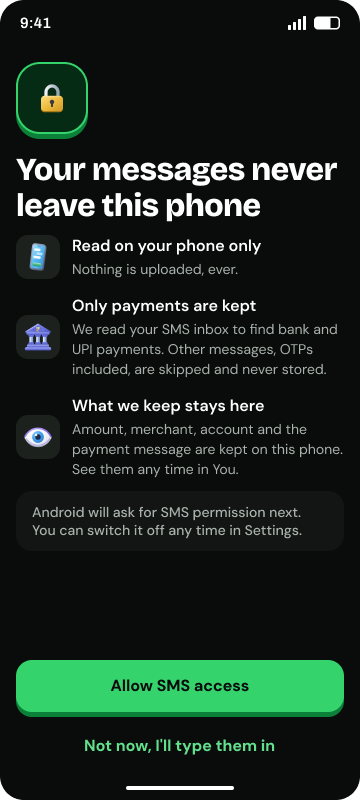 9:41
Your messages never
leave this phone
Read on your phone only
Nothing is uploaded, ever.
Only payments are kept
We read your SMS inbox to find bank and
UPI payments. Other messages, OTPs
included, are skipped and never stored.
What we keep stays here
Amount, merchant, account and the
payment message are kept on this phone.
See them any time in You.
Android will ask for SMS permission next.
You can switch it off any time in Settings.
Allow SMS access
Not now, I'll type them in